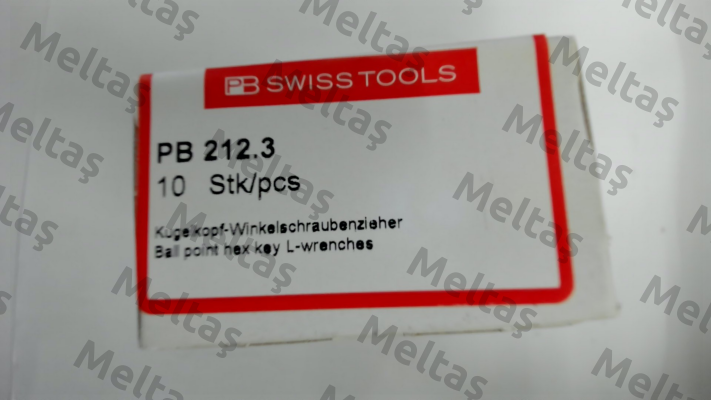 PB SWISS TOOLS
PB 212.3
10 Stk/pcs
Kugelkopf-Winkelschraubenzieher
Ball point hex key L-wrenches
Meltaş